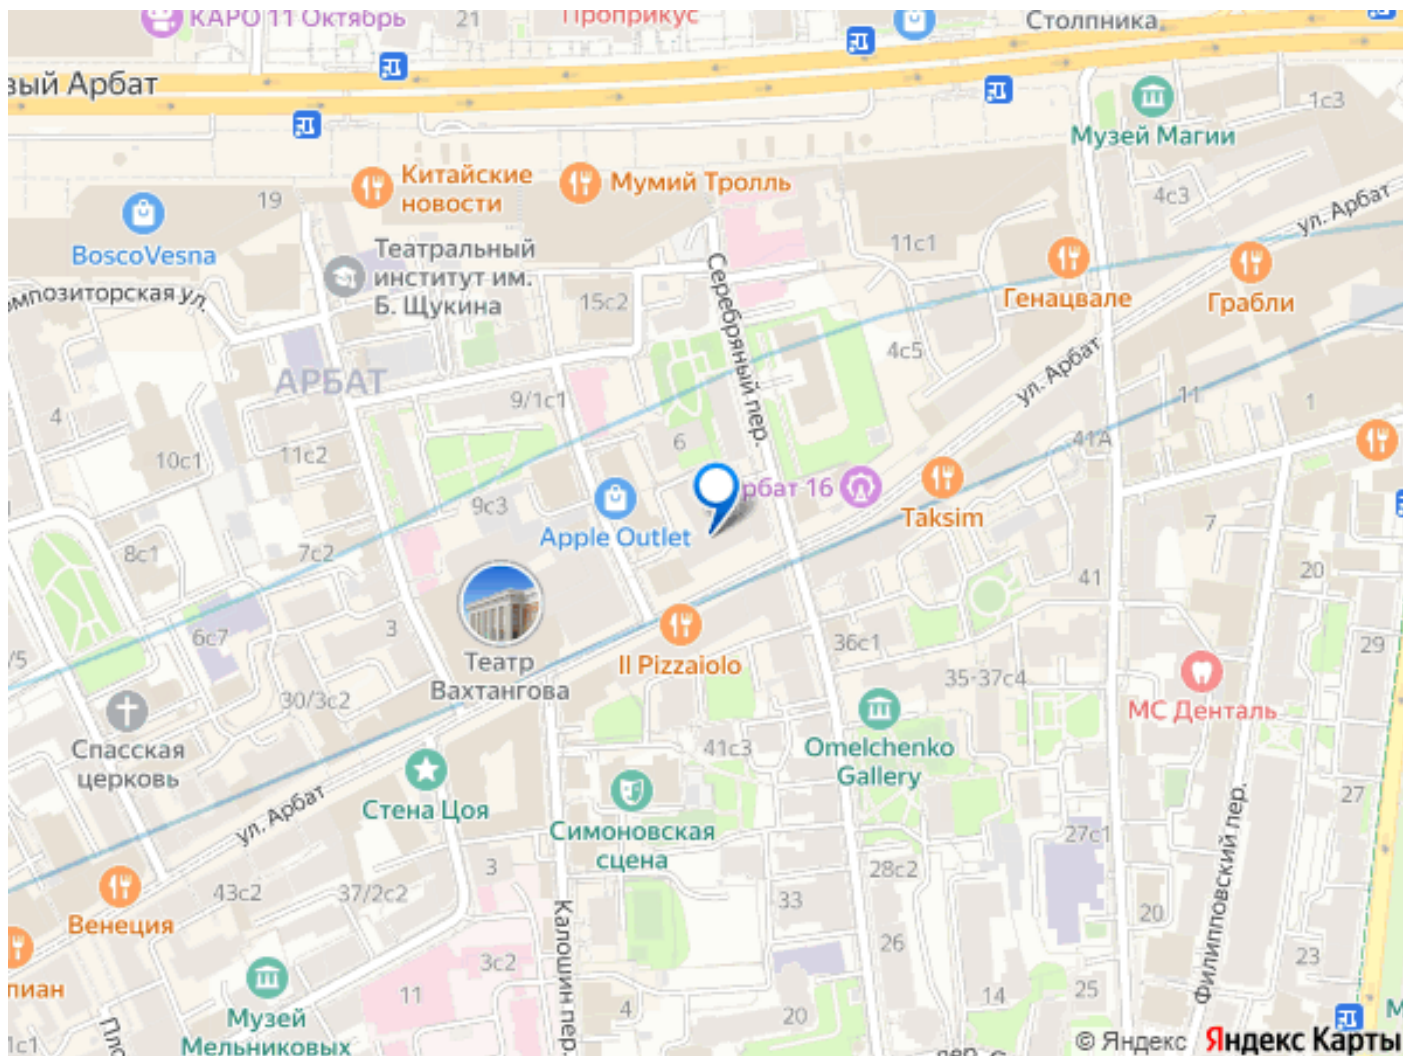 КАРО 11 Октябрь
21
Проприкус
Столпника
вый Арбат
1с3
Музей Магии
Китайские
новости
Мумий Тролль
19
4с3
ул. Арбат
BoscoVesna
Театральный
институт им.
Б. Щукина
11с1
Серебряный пер.
Генацвале
Грабли
омпозиторская ул.
15с2
4с5
ул. Арбат
АРБАТ
9/1с1
11
1
4
6
41А
11с2
10с1
рбат 16
9с3
Apple Outlet
Taksim
7
8с1
7с2
41
20
3
6с7
/5
36с1
29
Театр
Вахтангова
Il Pizzaiolo
35-37с4
30/3с2
МС Денталь
Спасская
церковь
41с3
Omelchenko
Gallery
Стена Цоя
27
ул. Арбат
Симоновская
сцена
27с1
Филипповский пер.
3
28с2
43с2
37/2с2
33
20
Венеция
Калошин пер.
26
23
3с2
лиан
11
14
25
4
20
Музей
Мельниковых
1с1
Пло
пер. С
М
© Яндекс Яндекс Карты